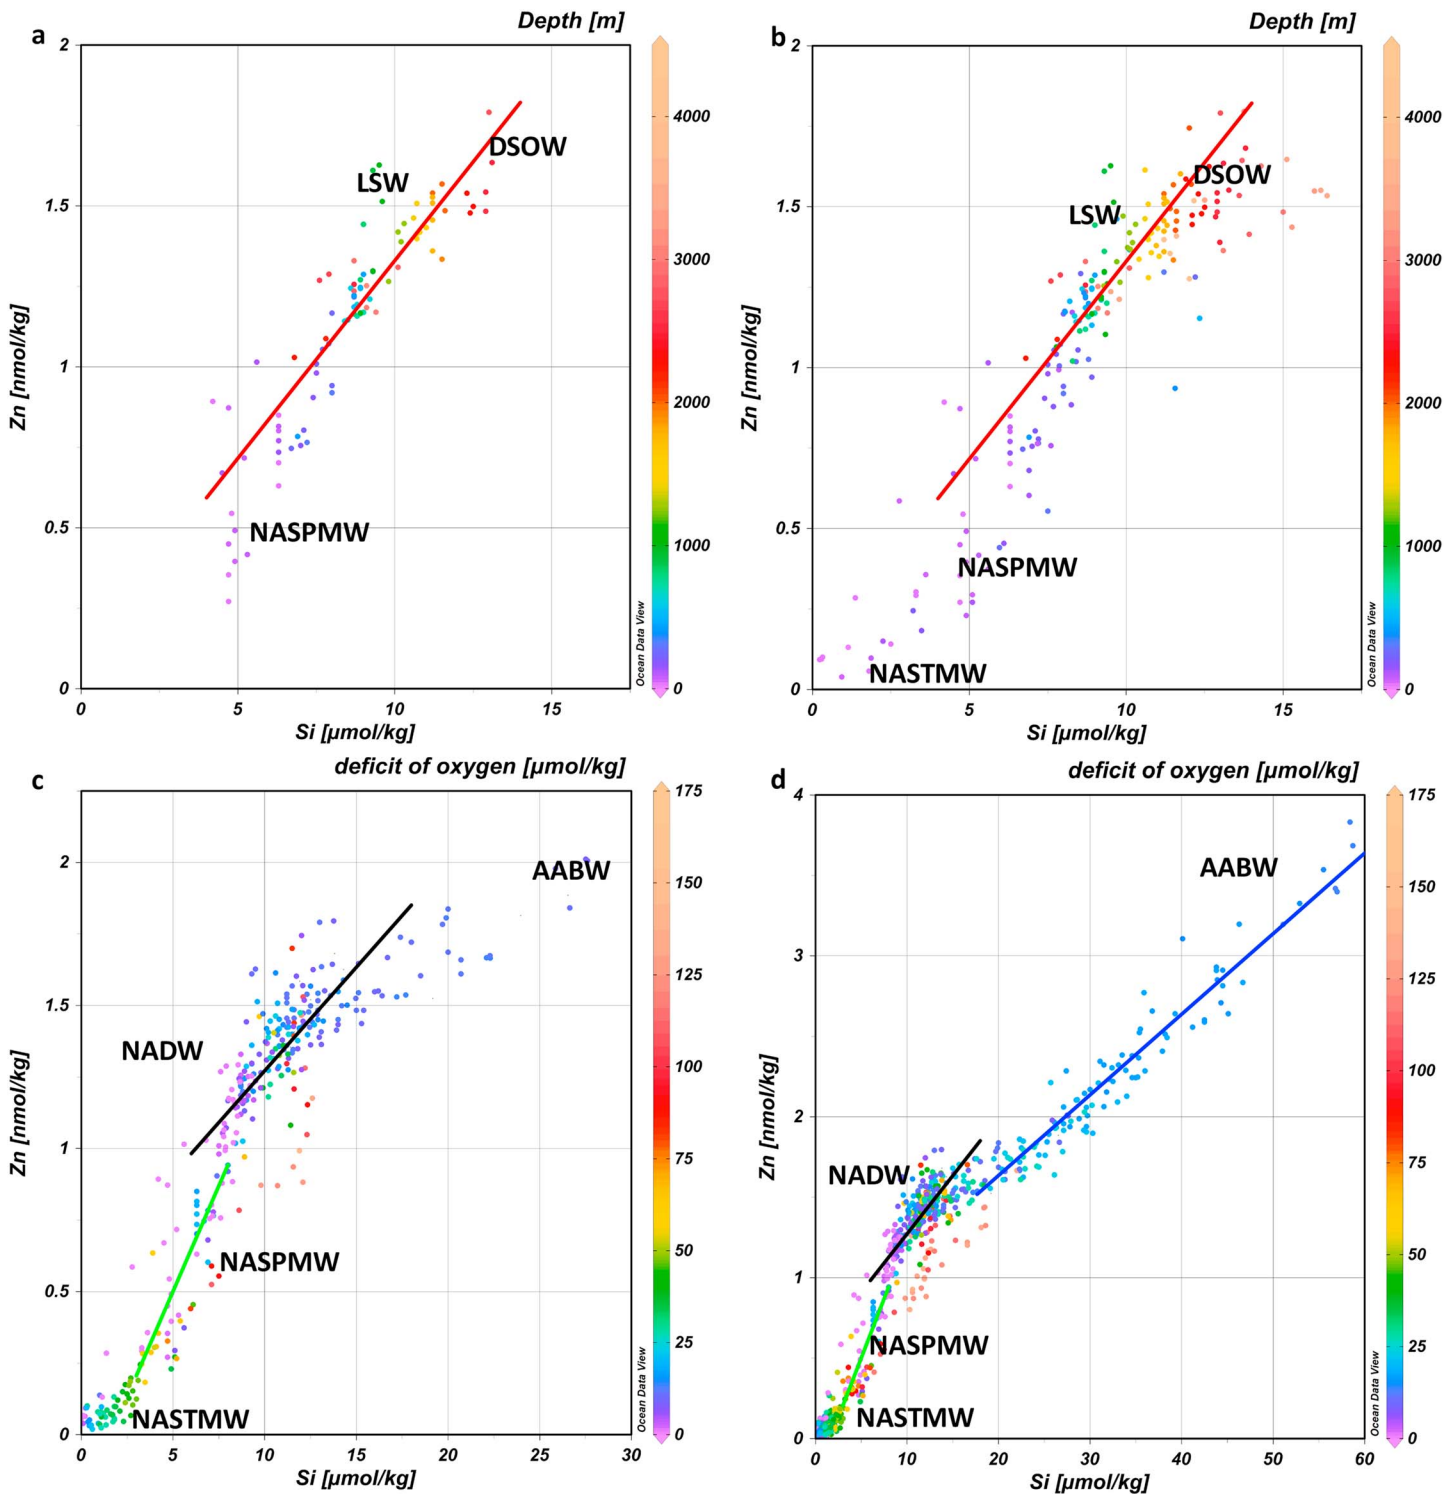 a
Depth [m]
2
1.5
1
0.5
0
Zn [nmol/kg]
LSW
DSOW
NASPMW
0
5
10
15
Si [µmol/kg]
4000
3000
2000
1000
0
Ocean Data View
b
Depth [m]
2
1.5
1
0.5
0
Zn [nmol/kg]
DSOW
LSW
NASPMW
NASTMW
0
5
10
15
Si [µmol/kg]
4000
3000
2000
1000
0
Ocean Data View
c
deficit of oxygen [µmol/kg]
2
1.5
1
0.5
0
Zn [nmol/kg]
AABW
NADW
NASPMW
NASTMW
0
5
10
15
20
25
30
Si [µmol/kg]
175
150
125
100
75
50
25
0
Ocean Data View
d
deficit of oxygen [µmol/kg]
4
3
2
1
0
Zn [nmol/kg]
AABW
NADW
NASPMW
NASTMW
0
10
20
30
40
50
60
Si [µmol/kg]
175
150
125
100
75
50
25
0
Ocean Data View